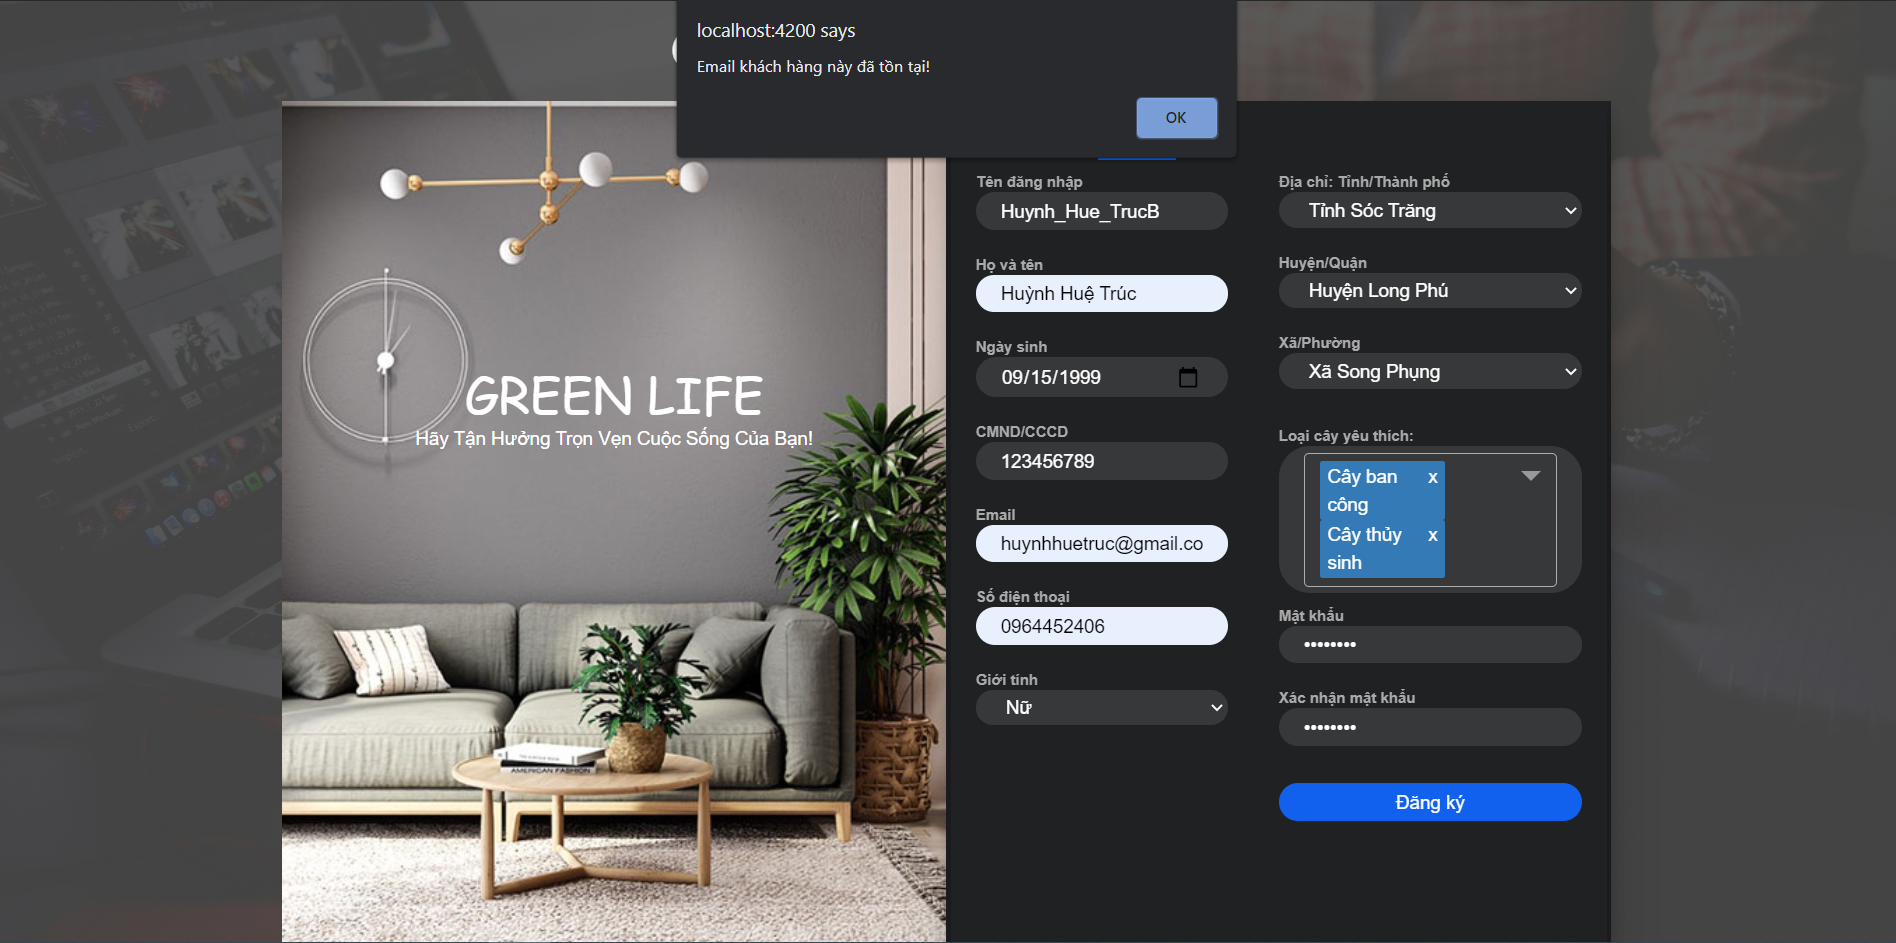 localhost:4200 says
Email khách hàng này đã tồn tại!
OK
GREEN LIFE
Hãy Tận Hưởng Trọn Vẹn Cuộc Sống Của Bạn!
AMERICAN FASHION
Tên đăng nhập
Huynh_Hue_TrucB
Họ và tên
Huỳnh Huệ Trúc
Ngày sinh
09/15/1999
CMND/CCCD
123456789
Email
huynhhuetruc@gmail.co
Số điện thoại
0964452406
Giới tính
Nữ
Địa chỉ: Tỉnh/Thành phố
Tỉnh Sóc Trăng
Huyện/Quận
Huyện Long Phú
Xã/Phường
Xã Song Phụng
Loại cây yêu thích:
Cây ban x
công
Cây thủy x
sinh
Mật khẩu
••••••••
Xác nhận mật khẩu
••••••••
Đăng ký